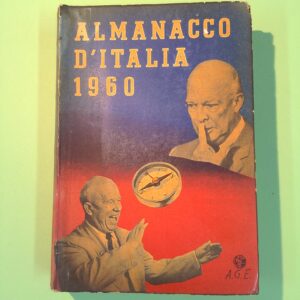 ALMANACCO
D'ITALIA
1960
A.G.E.